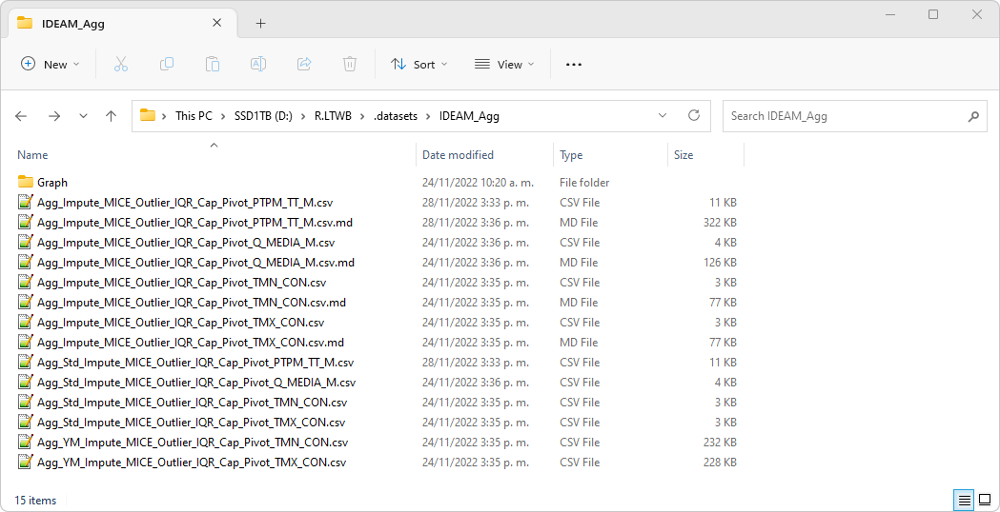 IDEAM_Agg
New Sort View
This PC SSD1TB (D:) R.LTWB .datasets IDEAM_Agg Search IDEAM_Agg
Name Date modified Type Size
Graph 24/11/2022 10:20 a. m. File folder
Agg_Impute_MICE_Outlier_IQR_Cap_Pivot_PTPM_TT_M.csv 28/11/2022 3:33 p. m. CSV File 11 KB
Agg_Impute_MICE_Outlier_IQR_Cap_Pivot_PTPM_TT_M.csv.md 28/11/2022 3:33 p. m. MD File 322 KB
Agg_Impute_MICE_Outlier_IQR_Cap_Pivot_Q_MEDIA_M.csv 24/11/2022 3:36 p. m. CSV File 4 KB
Agg_Impute_MICE_Outlier_IQR_Cap_Pivot_Q_MEDIA_M.csv.md 24/11/2022 3:36 p. m. MD File 126 KB
Agg_Impute_MICE_Outlier_IQR_Cap_Pivot_TMN_CON.csv 24/11/2022 3:35 p. m. CSV File 3 KB
Agg_Impute_MICE_Outlier_IQR_Cap_Pivot_TMN_CON.csv.md 24/11/2022 3:35 p. m. MD File 77 KB
Agg_Impute_MICE_Outlier_IQR_Cap_Pivot_TMX_CON.csv 24/11/2022 3:35 p. m. CSV File 3 KB
Agg_Impute_MICE_Outlier_IQR_Cap_Pivot_TMX_CON.csv.md 24/11/2022 3:35 p. m. MD File 77 KB
Agg_Std_Impute_MICE_Outlier_IQR_Cap_Pivot_PTPM_TT_M.csv 28/11/2022 3:33 p. m. CSV File 11 KB
Agg_Std_Impute_MICE_Outlier_IQR_Cap_Pivot_Q_MEDIA_M.csv 24/11/2022 3:36 p. m. CSV File 4 KB
Agg_Std_Impute_MICE_Outlier_IQR_Cap_Pivot_TMN_CON.csv 24/11/2022 3:35 p. m. CSV File 3 KB
Agg_Std_Impute_MICE_Outlier_IQR_Cap_Pivot_TMX_CON.csv 24/11/2022 3:35 p. m. CSV File 3 KB
Agg_YM_Impute_MICE_Outlier_IQR_Cap_Pivot_TMN_CON.csv 24/11/2022 3:35 p. m. CSV File 232 KB
Agg_YM_Impute_MICE_Outlier_IQR_Cap_Pivot_TMX_CON.csv 24/11/2022 3:35 p. m. CSV File 228 KB
15 items